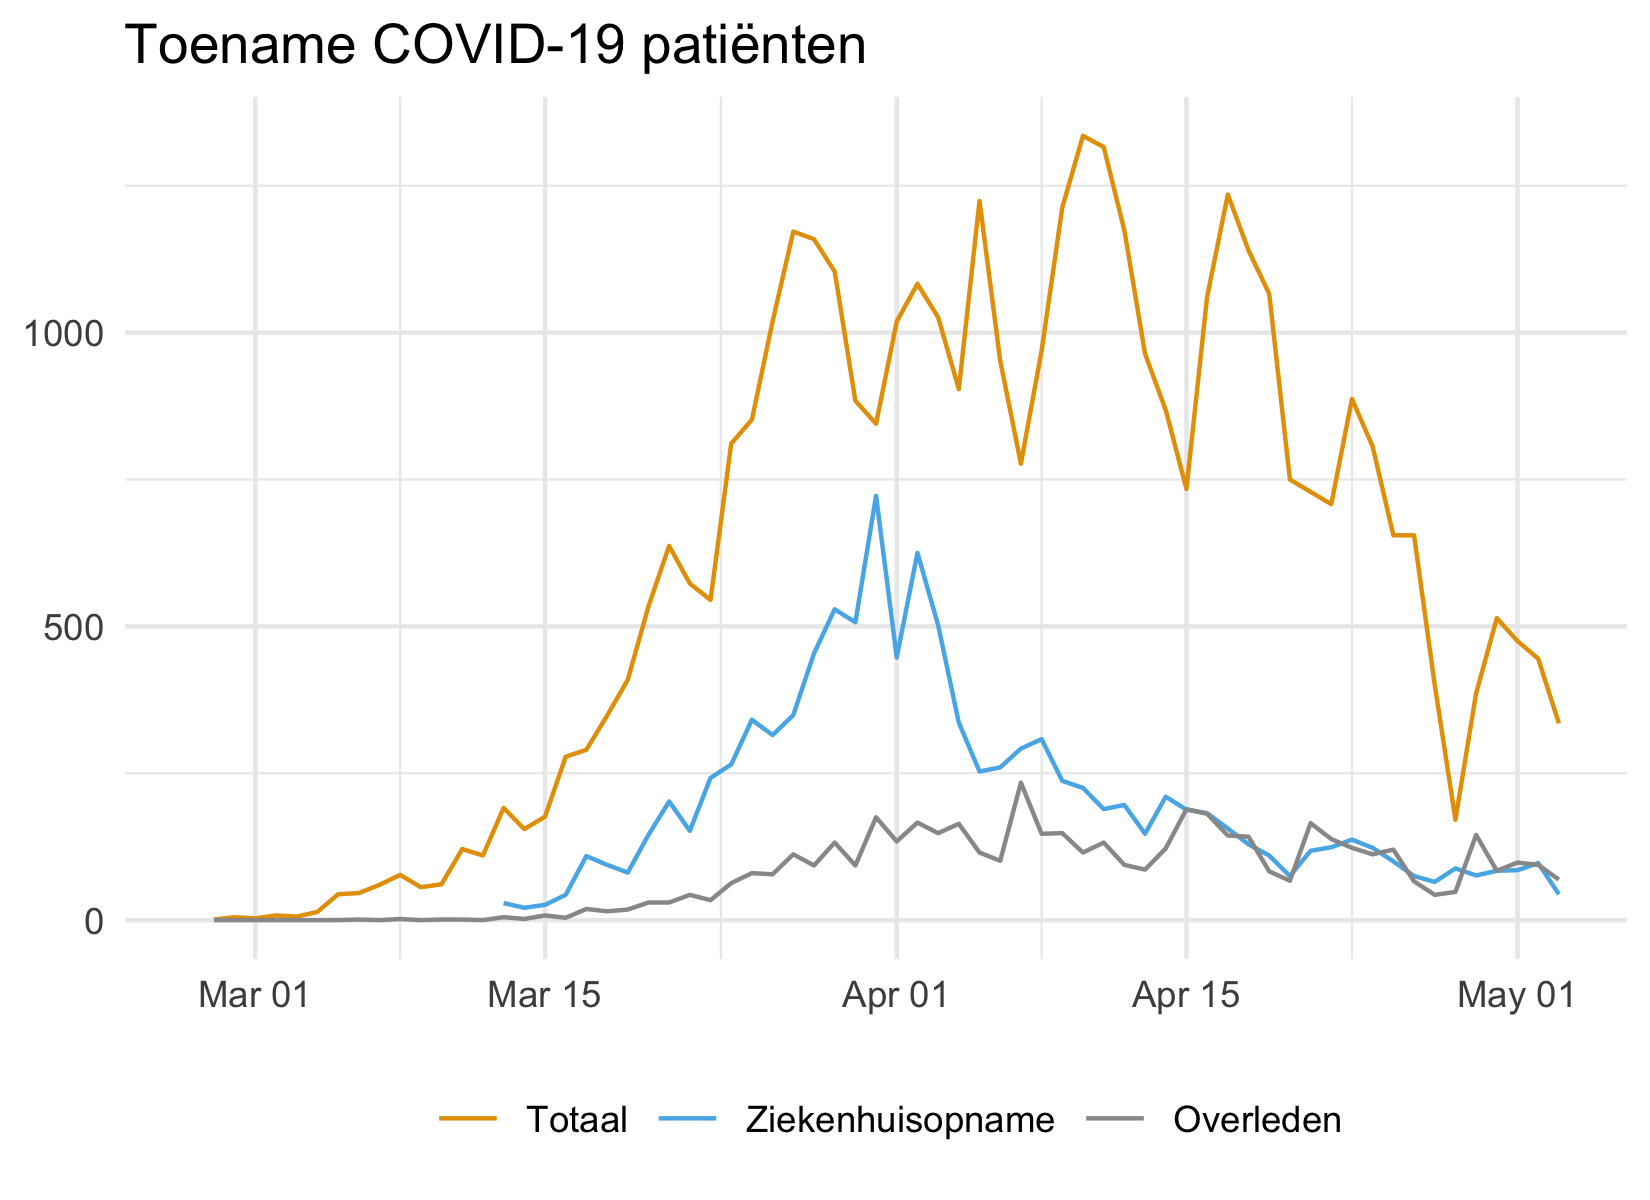 Toename COVID-19 patiënten
1000
500
0
Mar 01 Mar 15 Apr 01 Apr 15 May 01
Totaal Ziekenhuisopname Overleden